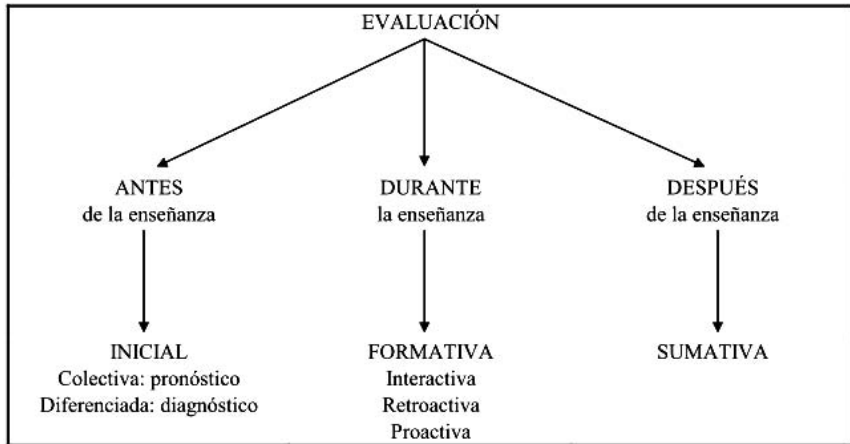 EVALUACIÓN
ANTES
de la enseñanza
DURANTE
la enseñanza
DESPUÉS
de la enseñanza
INICIAL
Colectiva: pronóstico
Diferenciada: diagnóstico
FORMATIVA
Interactiva
Retroactiva
Proactiva
SUMATIVA